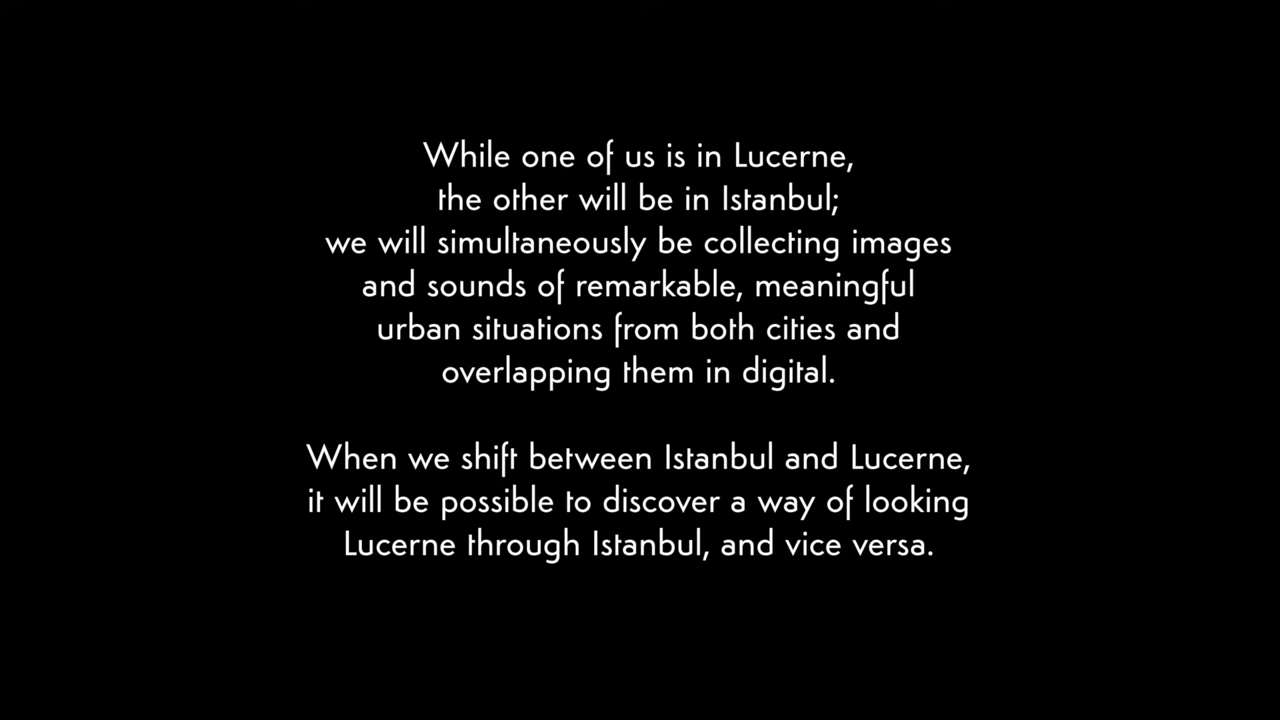 While one of us is in Lucerne,
the other will be in Istanbul;
we will simultaneously be collecting images
and sounds of remarkable, meaningful
urban situations from both cities and
overlapping them in digital.
When we shift between Istanbul and Lucerne,
it will be possible to discover a way of looking
Lucerne through Istanbul, and vice versa.